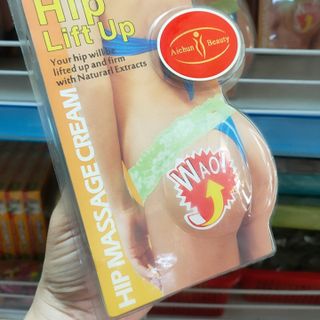 Hip
Lift Up
Your hip will be
lifted up and firm
with Naturarl Extracts
Aichun Beauty
HIP MASSAGE CREAM
WAO!